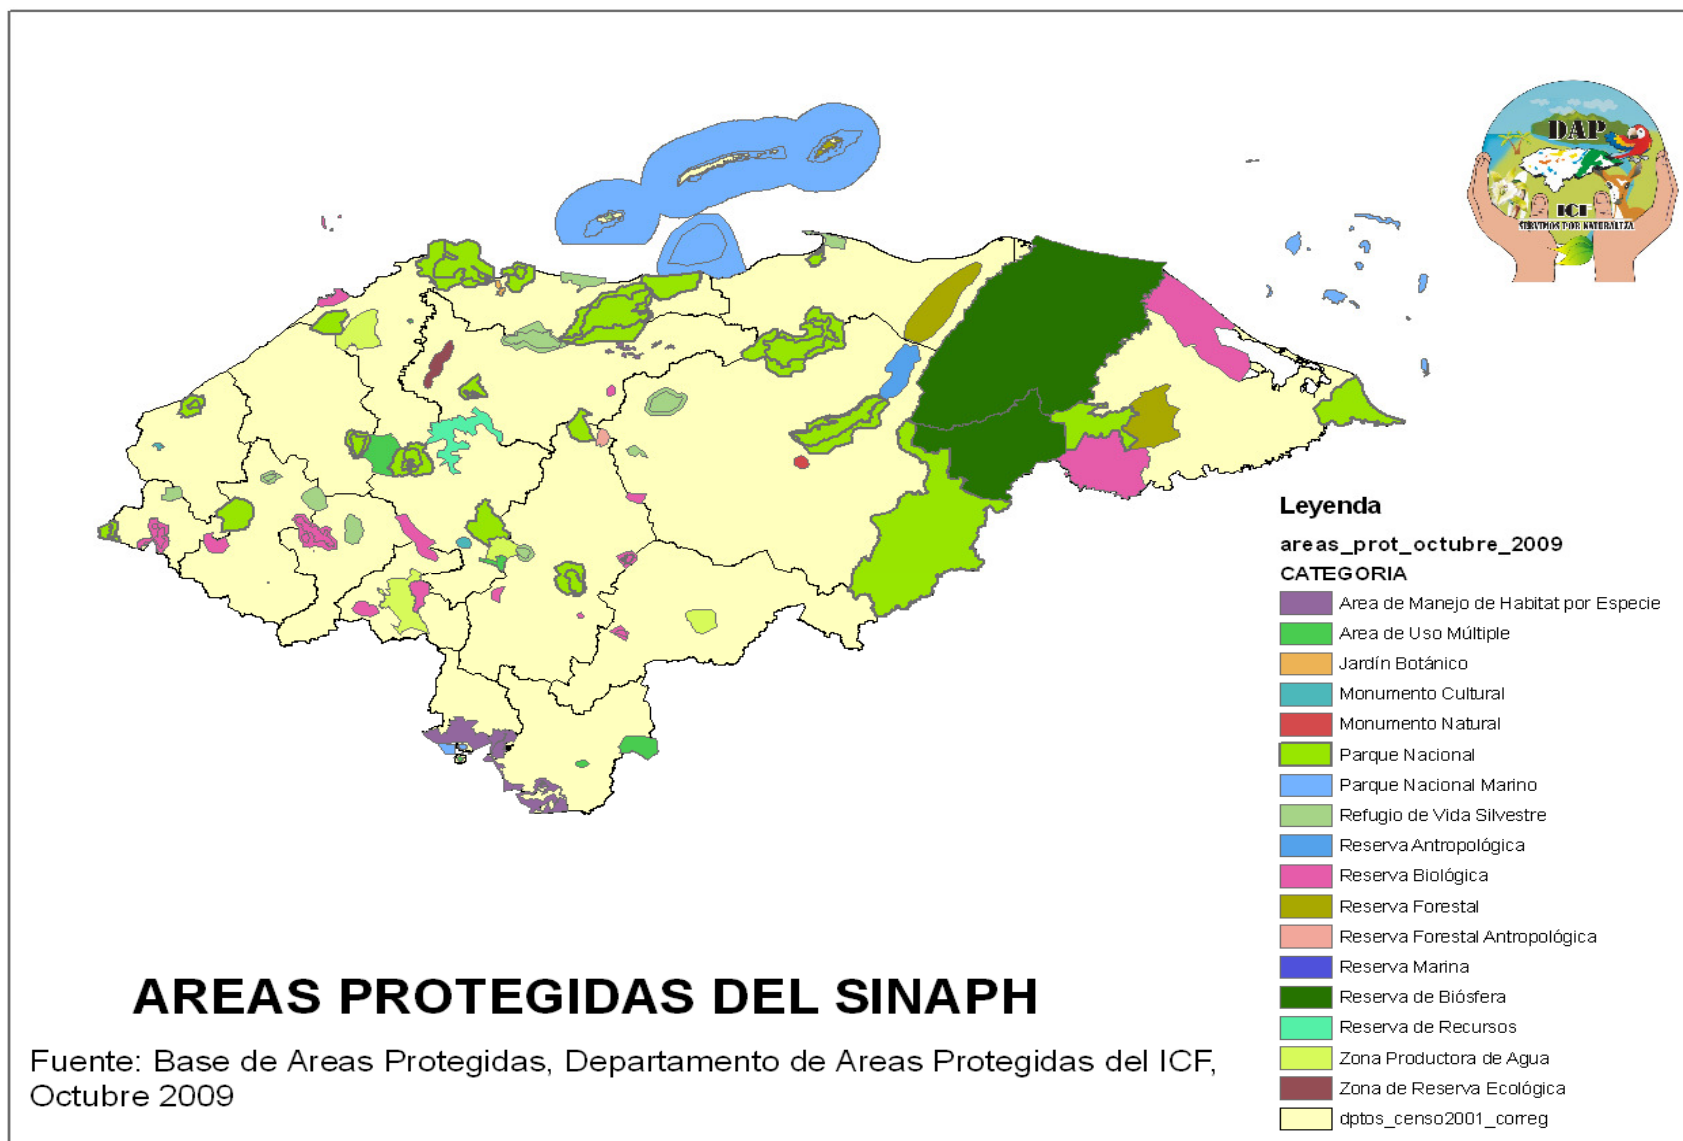 DAP
ICF
SERVIMOS POR NATURALEZA
Leyenda
areas_prot_octubre_2009
CATEGORIA
Area de Manejo de Habitat por Especie
Area de Uso Múltiple
Jardín Botánico
Monumento Cultural
Monumento Natural
Parque Nacional
Parque Nacional Marino
Refugio de Vida Silvestre
Reserva Antropológica
Reserva Biológica
Reserva Forestal
Reserva Forestal Antropológica
Reserva Marina
Reserva de Biósfera
Reserva de Recursos
Zona Productora de Agua
Zona de Reserva Ecológica
dptos_censo2001_correg
AREAS PROTEGIDAS DEL SINAPH
Fuente: Base de Areas Protegidas, Departamento de Areas Protegidas del ICF,
Octubre 2009